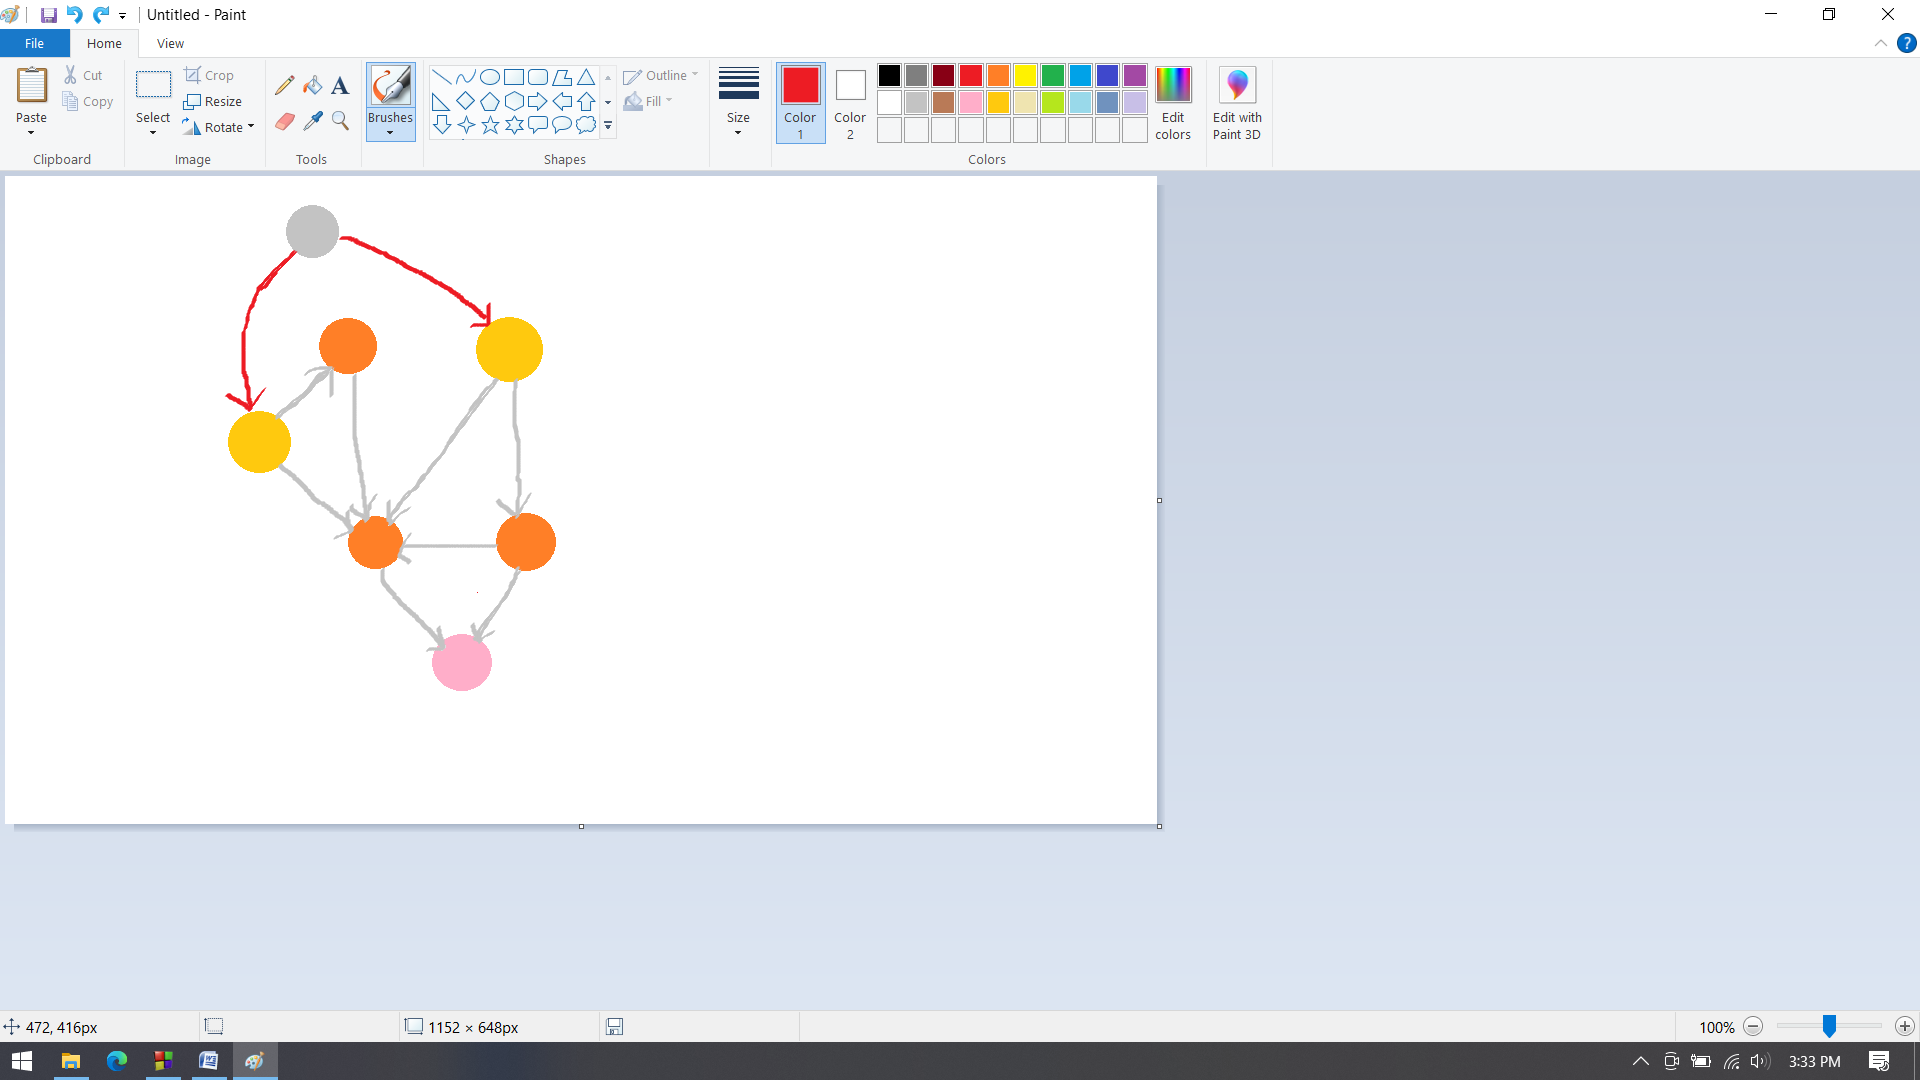 Untitled - Paint
File Home View
Paste
Cut
Copy
Clipboard
Select
Crop
Resize
Rotate
Image
A
Tools
Brushes
Outline
Fill
Shapes
Size
Color 1
Color 2
Edit colors
Colors
Edit with Paint 3D
?
472, 416px
1152 × 648px
100%
W
3:33 PM